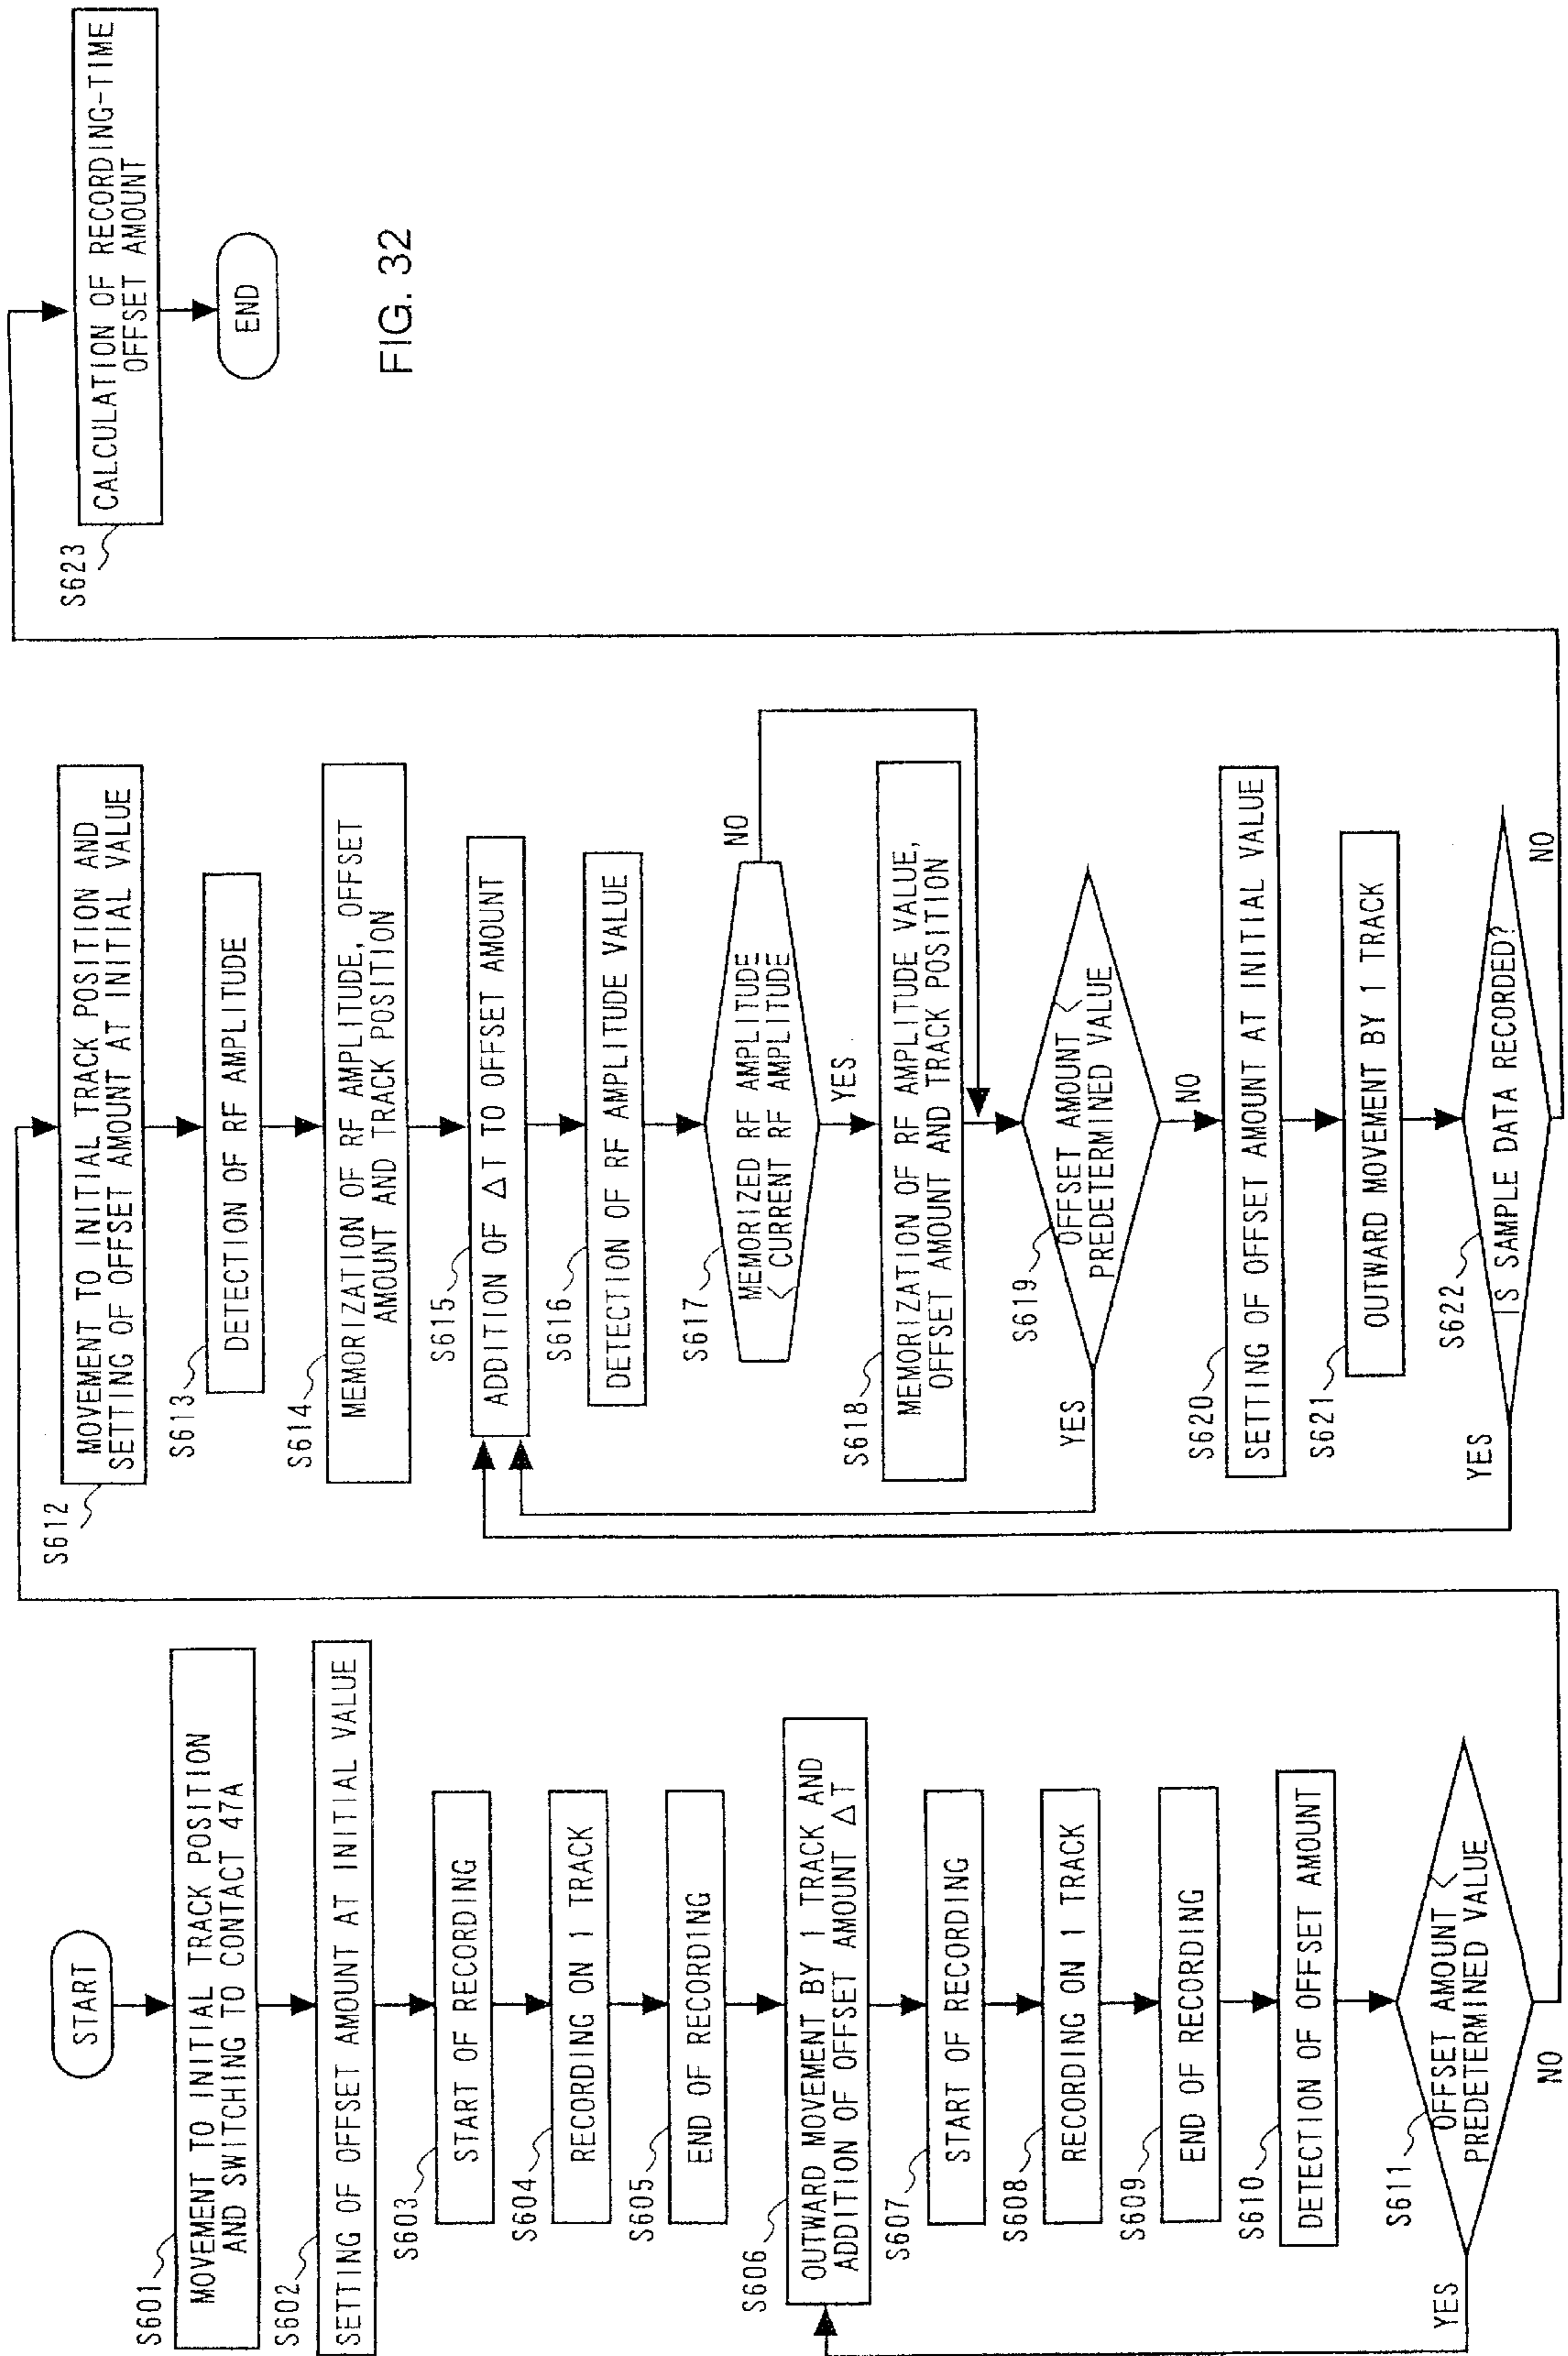 START
S601
MOVEMENT TO INITIAL TRACK POSITION
AND SWITCHING TO CONTACT 47A
S602
SETTING OF OFFSET AMOUNT AT INITIAL VALUE
S603
START OF RECORDING
S604
RECORDING ON 1 TRACK
S605
END OF RECORDING
S606
OUTWARD MOVEMENT BY 1 TRACK AND
ADDITION OF OFFSET AMOUNT ΔT
S607
START OF RECORDING
S608
RECORDING ON 1 TRACK
S609
END OF RECORDING
S610
DETECTION OF OFFSET AMOUNT
S611
OFFSET AMOUNT <
PREDETERMINED VALUE
YES
NO
S612
MOVEMENT TO INITIAL TRACK POSITION AND
SETTING OF OFFSET AMOUNT AT INITIAL VALUE
S613
DETECTION OF RF AMPLITUDE
S614
MEMORIZATION OF RF AMPLITUDE, OFFSET
AMOUNT AND TRACK POSITION
S615
ADDITION OF ΔT TO OFFSET AMOUNT
S616
DETECTION OF RF AMPLITUDE VALUE
S617
MEMORIZED RF AMPLITUDE
< CURRENT RF AMPLITUDE
NO
YES
S618
MEMORIZATION OF RF AMPLITUDE VALUE,
OFFSET AMOUNT AND TRACK POSITION
S619
OFFSET AMOUNT <
PREDETERMINED VALUE
YES
NO
S620
SETTING OF OFFSET AMOUNT AT INITIAL VALUE
S621
OUTWARD MOVEMENT BY 1 TRACK
S622
IS SAMPLE DATA RECORDED?
YES
NO
S623
CALCULATION OF RECORDING-TIME
OFFSET AMOUNT
END
FIG. 32